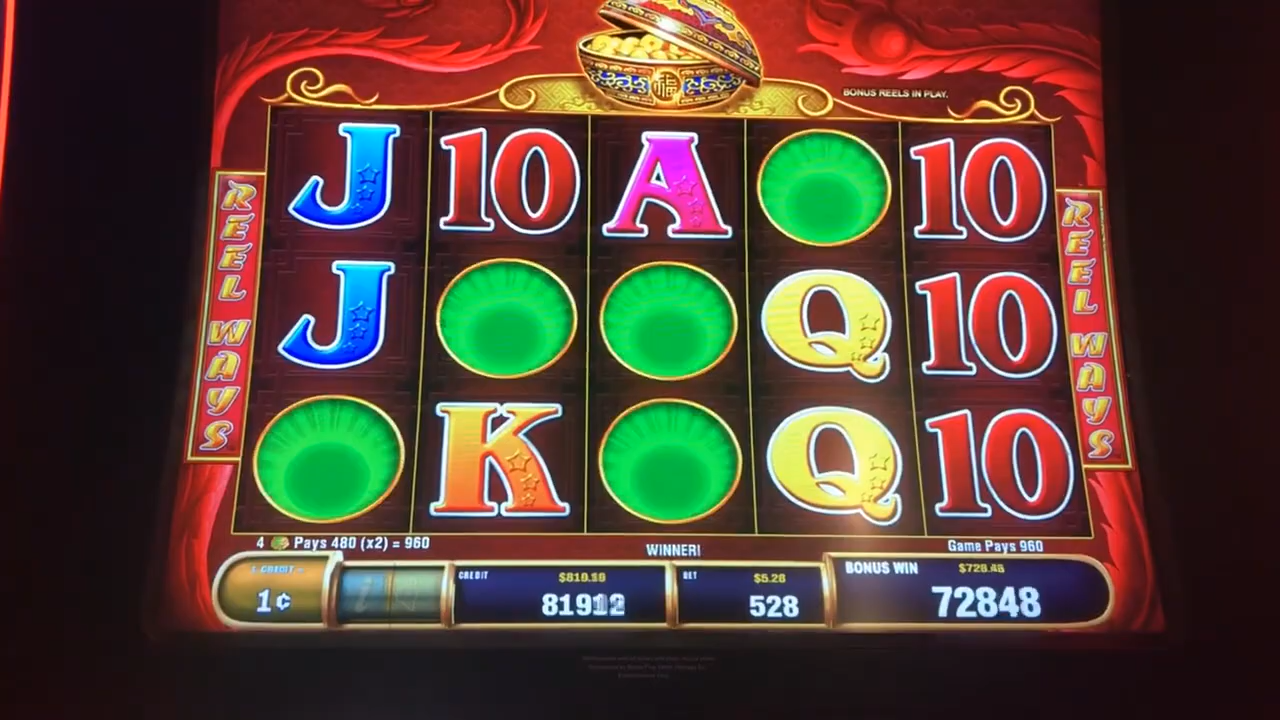 BONUS REELS IN PLAY.
REEL WAYS
REEL WAYS
J 10 A 10
J Q 10
K Q 10
4 Pays 480 (x2) = 960
WINNER!
Game Pays 960
1¢
CREDIT
BET $5.28
528
BONUS WIN $728.48
72848